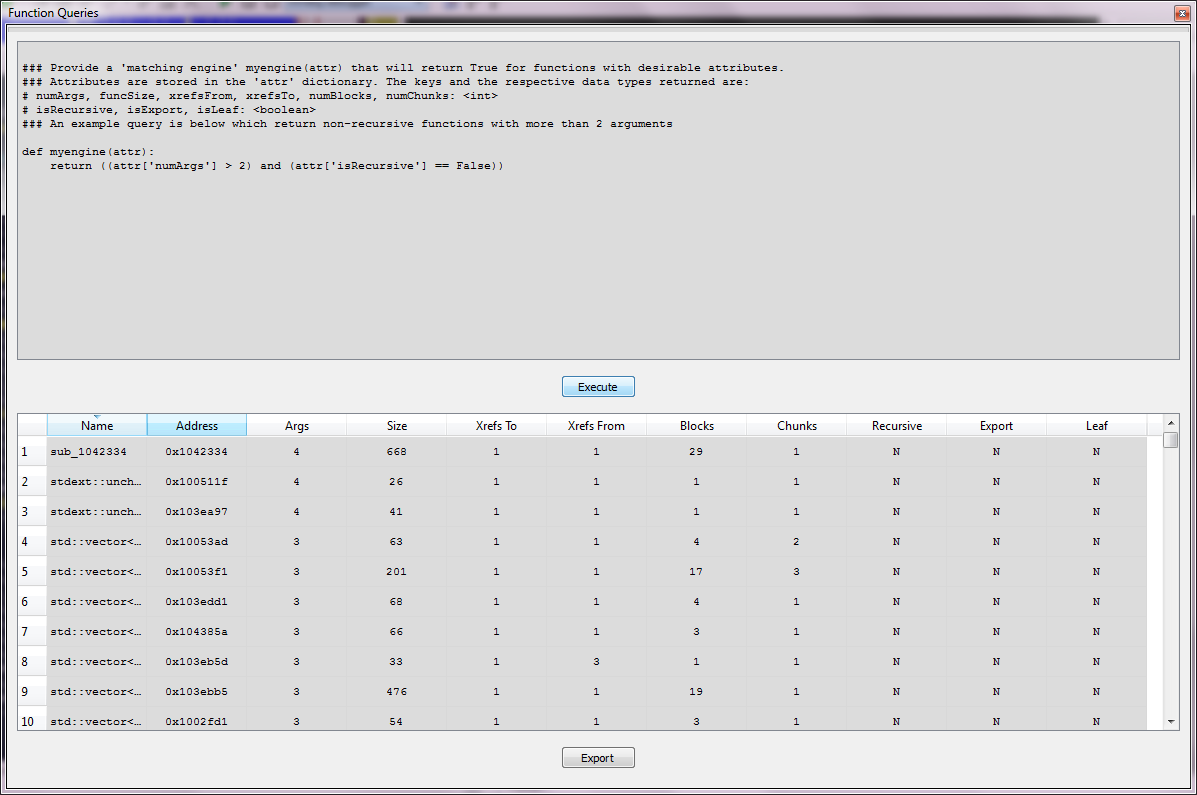 Function Queries
### Provide a 'matching engine' myengine(attr) that will return True for functions with desirable attributes.
### Attributes are stored in the 'attr' dictionary. The keys and the respective data types returned are:
# numArgs, funcSize, xrefsFrom, xrefsTo, numBlocks, numChunks: <int>
# isRecursive, isExport, isLeaf: <boolean>
### An example query is below which return non-recursive functions with more than 2 arguments
def myengine(attr):
    return ((attr['numArgs'] > 2) and (attr['isRecursive'] == False))
Execute
Name Address Args Size Xrefs To Xrefs From Blocks Chunks Recursive Export Leaf
1 sub_1042334 0x1042334 4 668 1 1 29 1 N N N
2 stdext::unch... 0x100511f 4 26 1 1 1 1 N N N
3 stdext::unch... 0x103ea97 4 41 1 1 1 1 N N N
4 std::vector<... 0x10053ad 3 63 1 1 4 2 N N N
5 std::vector<... 0x10053f1 3 201 1 1 17 3 N N N
6 std::vector<... 0x103edd1 3 68 1 1 4 1 N N N
7 std::vector<... 0x104385a 3 66 1 1 3 1 N N N
8 std::vector<... 0x103eb5d 3 33 1 3 1 1 N N N
9 std::vector<... 0x103ebb5 3 476 1 1 19 1 N N N
10 std::vector<... 0x1002fd1 3 54 1 1 3 1 N N N
Export